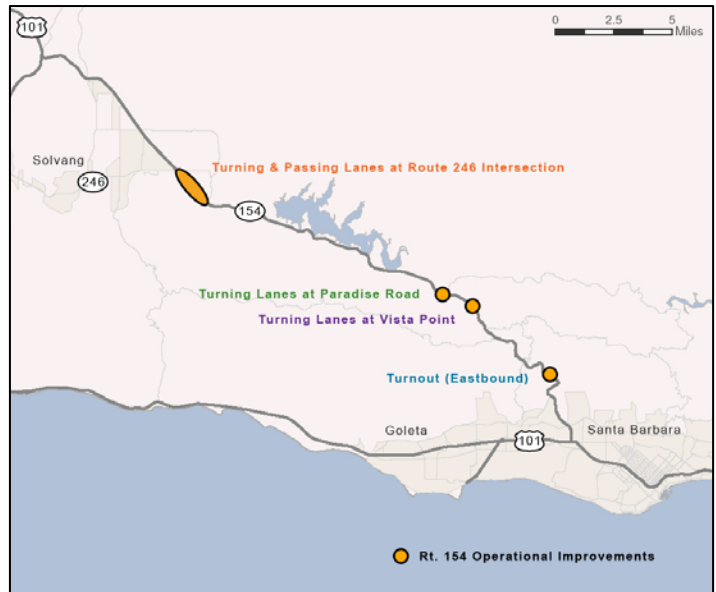 101
0 2.5 5
Miles
Solvang
246
Turning & Passing Lanes at Route 246 Intersection
154
Turning Lanes at Paradise Road
Turning Lanes at Vista Point
Turnout (Eastbound)
Goleta
101
Santa Barbara
Rt. 154 Operational Improvements